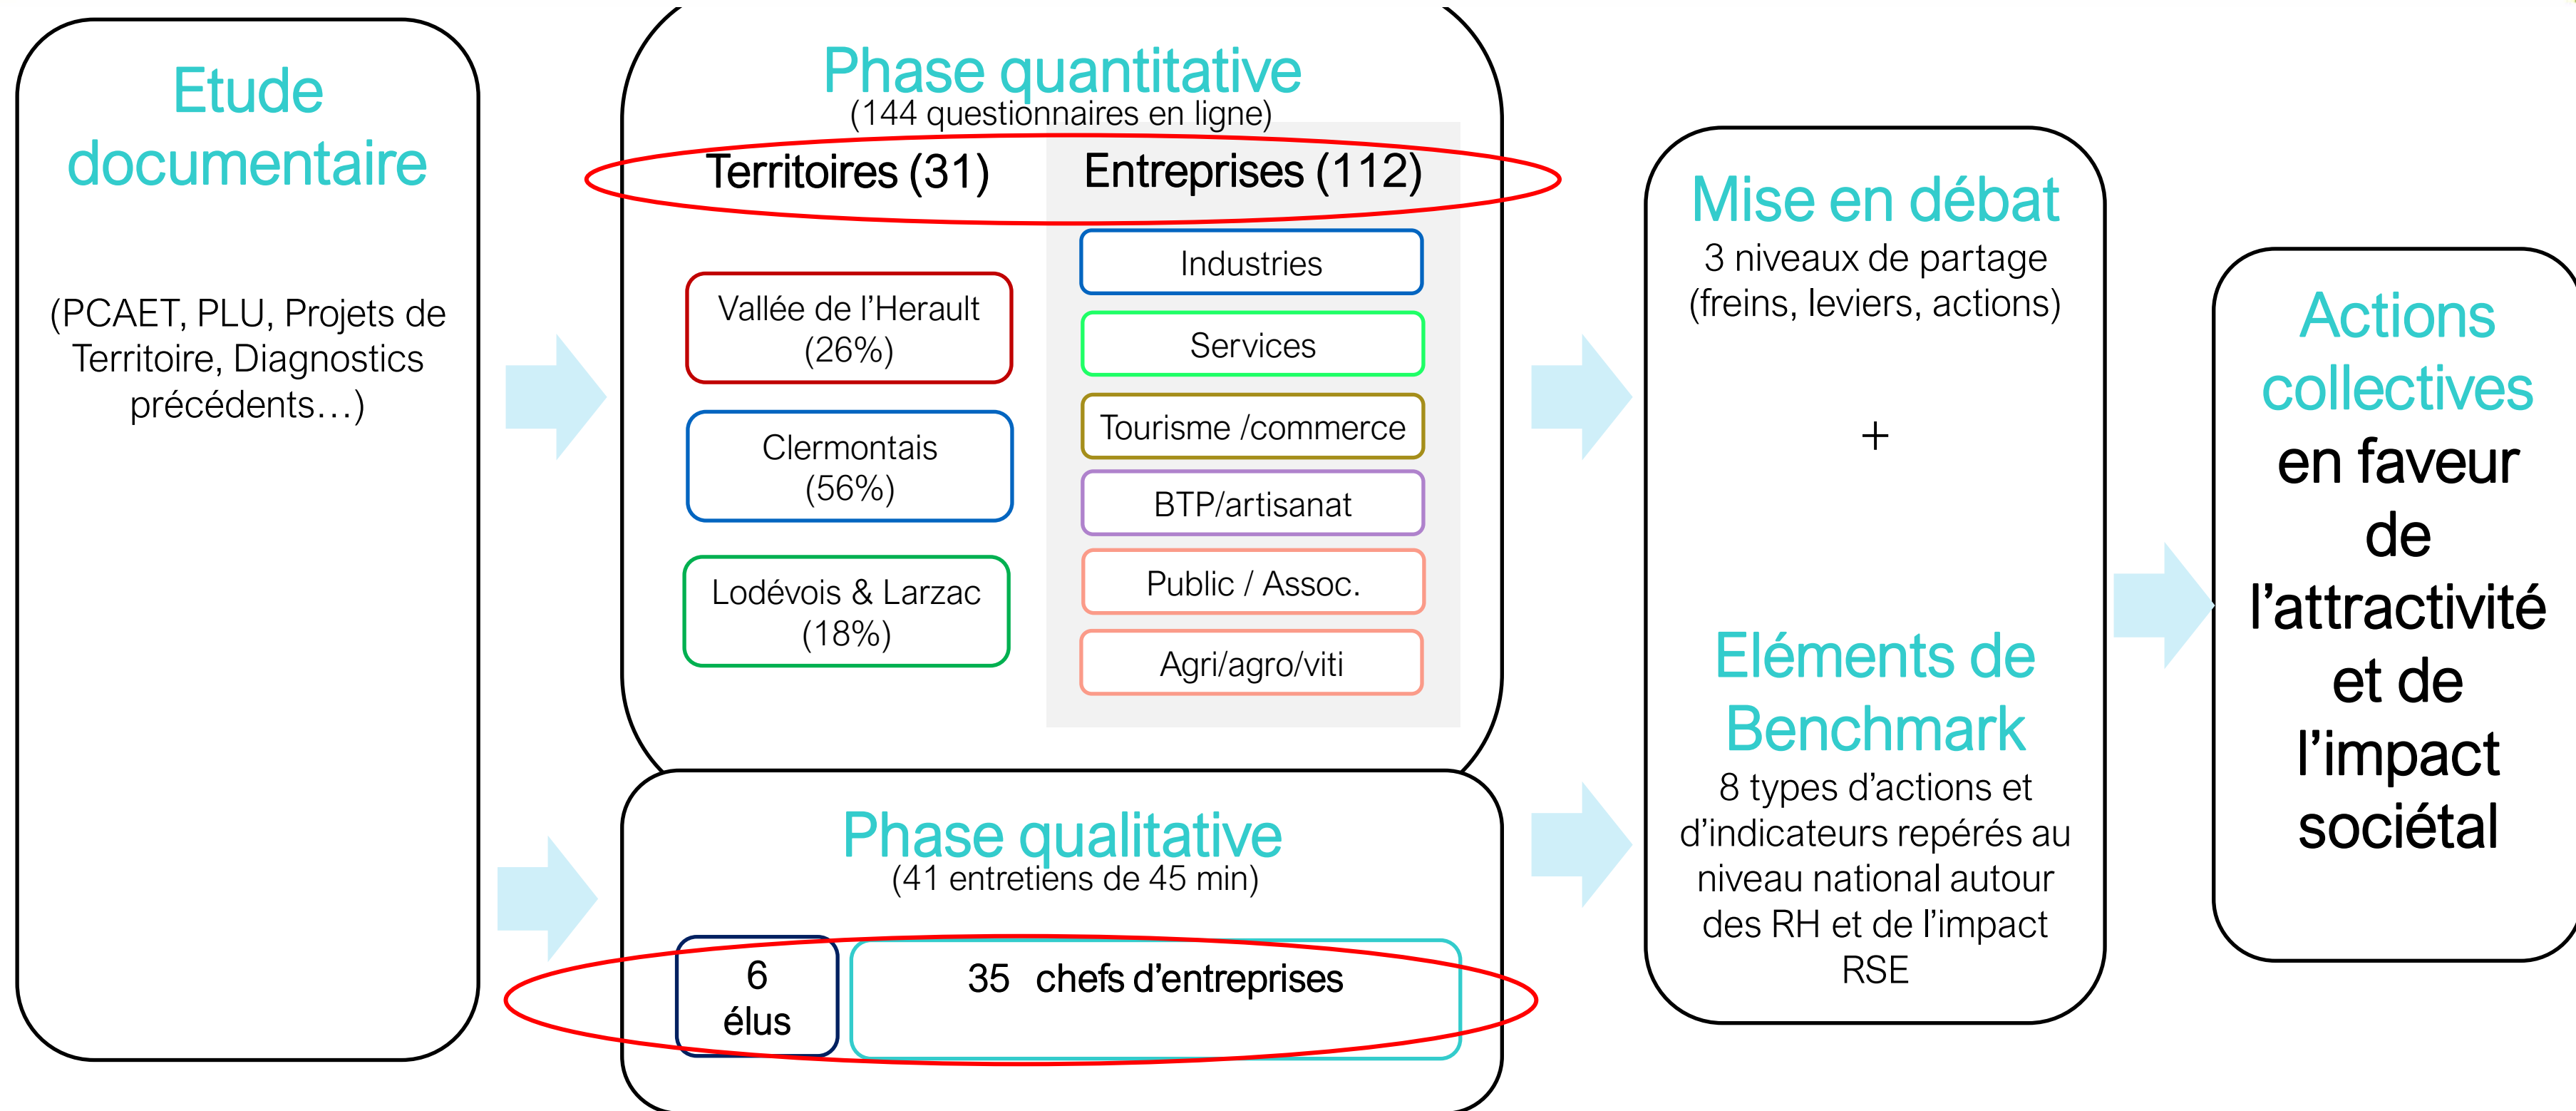 Etude
documentaire
(PCAET, PLU, Projets de
Territoire, Diagnostics
précédents…)
Phase quantitative
(144 questionnaires en ligne)
Territoires (31)
Entreprises (112)
Vallée de l’Herault
(26%)
Clermontais
(56%)
Lodévois & Larzac
(18%)
Industries
Services
Tourisme /commerce
BTP/artisanat
Public / Assoc.
Agri/agro/viti
Phase qualitative
(41 entretiens de 45 min)
6
élus
35 chefs d’entreprises
Mise en débat
3 niveaux de partage
(freins, leviers, actions)
+
Eléments de
Benchmark
8 types d’actions et
d’indicateurs repérés au
niveau national autour
des RH et de l’impact
RSE
Actions
collectives
en faveur
de
l’attractivité
et de
l’impact
sociétal